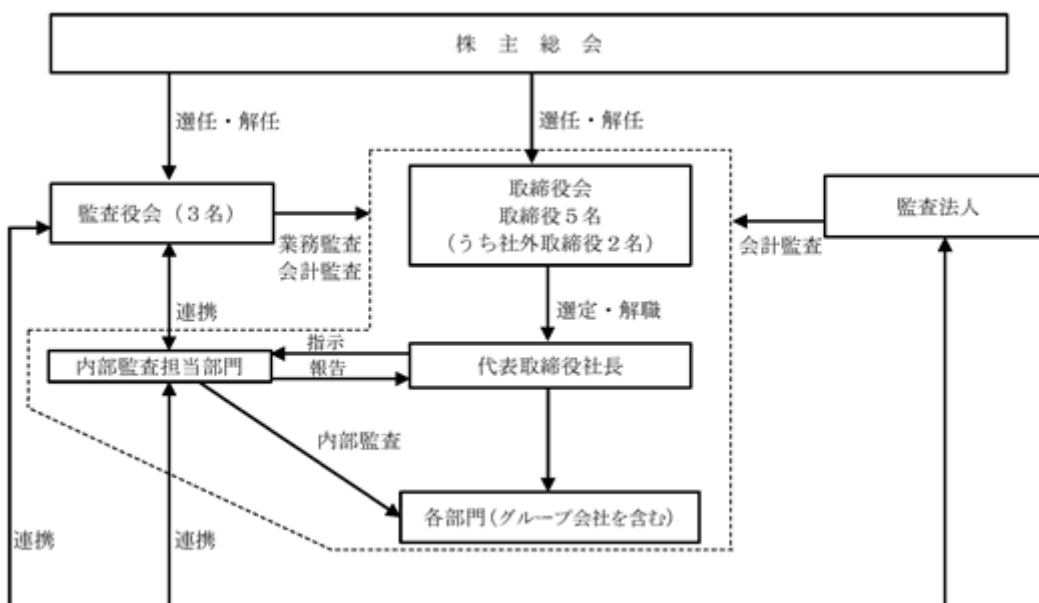 株主総会
選任・解任
選任・解任
監査役会（３名）
取締役会
取締役５名
（うち社外取締役２名）
監査法人
業務監査
会計監査
会計監査
連携
選定・解職
指示
内部監査担当部門
報告
代表取締役社長
内部監査
各部門（グループ会社を含む）
連携
連携